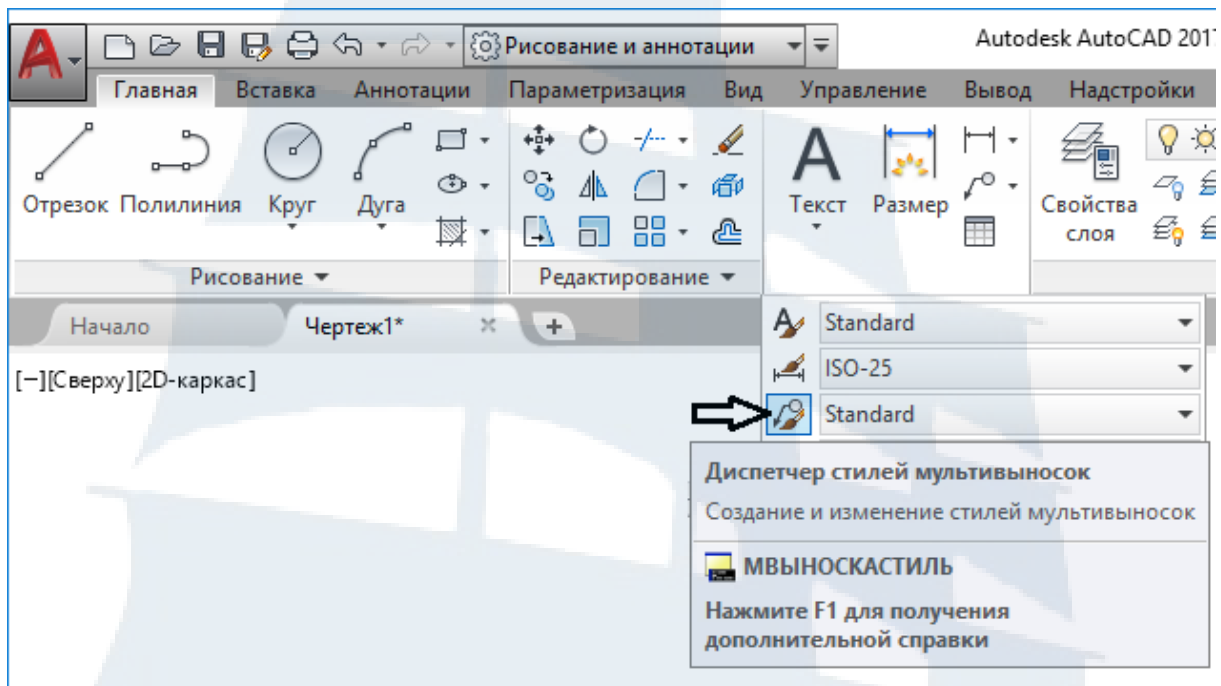 Рисование и аннотации
Autodesk AutoCAD 2017
Главная Вставка Аннотации Параметризация Вид Управление Вывод Надстройки
Отрезок Полилиния Круг Дуга Текст Размер Свойства слоя
Рисование Редактирование
Начало Чертеж1*
Standard
[−][Сверху][2D-каркас]
ISO-25
Standard
Диспетчер стилей мультивыносок
Создание и изменение стилей мультивыносок
МВЫНОСКАСТИЛЬ
Нажмите F1 для получения
дополнительной справки